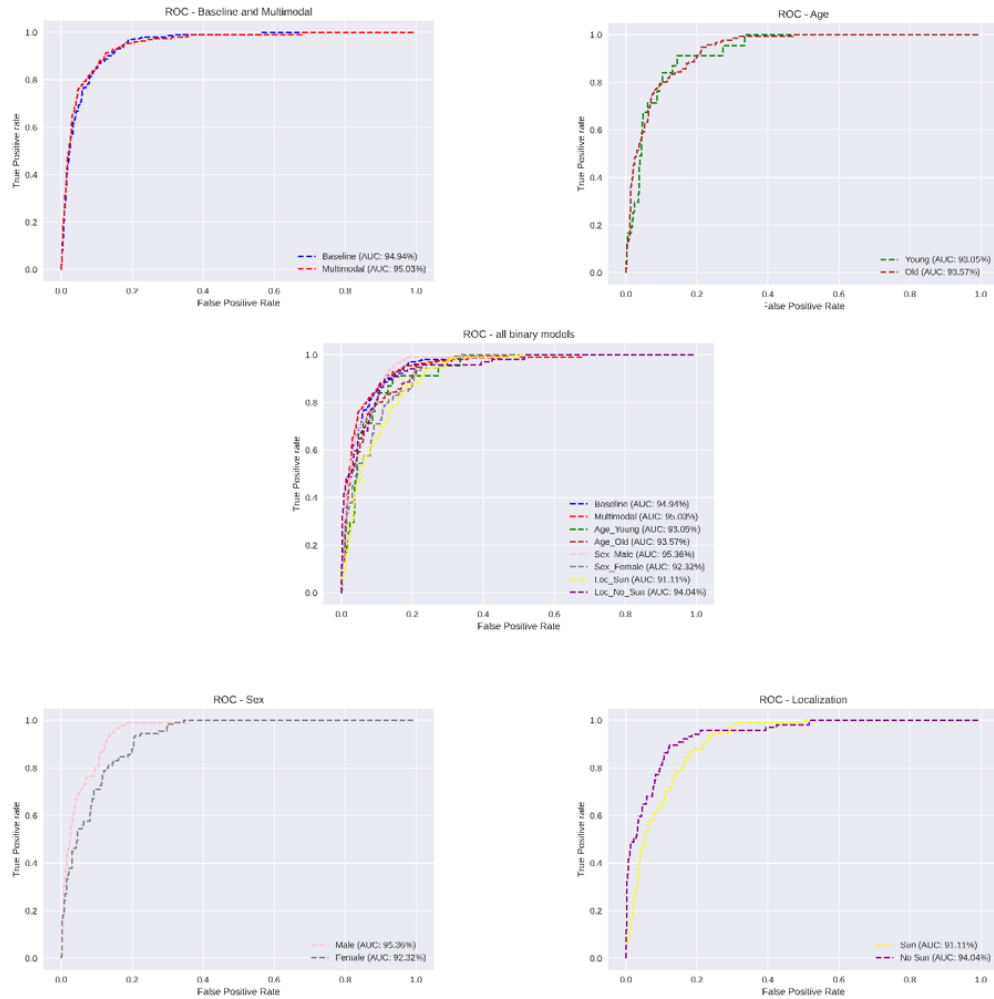 ROC - Baseline and Multimodal
True Positive rate
1.0
0.8
0.6
0.4
0.2
0.0
Baseline (AUC: 94.94%)
Multimodal (AUC: 95.03%)
0.0 0.2 0.4 0.6 0.8 1.0
False Positive Rate
ROC - Age
True Positive rate
1.0
0.8
0.6
0.4
0.2
0.0
Young (AUC: 93.05%)
Old (AUC: 93.57%)
0.0 0.2 0.4 0.6 0.8 1.0
False Positive Rate
ROC - all binary models
True Positive rate
1.0
0.8
0.6
0.4
0.2
0.0
Baseline (AUC: 94.94%)
Multimodal (AUC: 95.03%)
Age_Young (AUC: 93.05%)
Age_Old (AUC: 93.57%)
Sex_Male (AUC: 95.36%)
Sex_Female (AUC: 92.32%)
Loc_Sun (AUC: 91.11%)
Loc_No_Sun (AUC: 94.04%)
0.0 0.2 0.4 0.6 0.8 1.0
False Positive Rate
ROC - Sex
True Positive rate
1.0
0.8
0.6
0.4
0.2
0.0
Male (AUC: 95.36%)
Female (AUC: 92.32%)
0.0 0.2 0.4 0.6 0.8 1.0
False Positive Rate
ROC - Localization
True Positive rate
1.0
0.8
0.6
0.4
0.2
0.0
Sun (AUC: 91.11%)
No Sun (AUC: 94.04%)
0.0 0.2 0.4 0.6 0.8 1.0
False Positive Rate